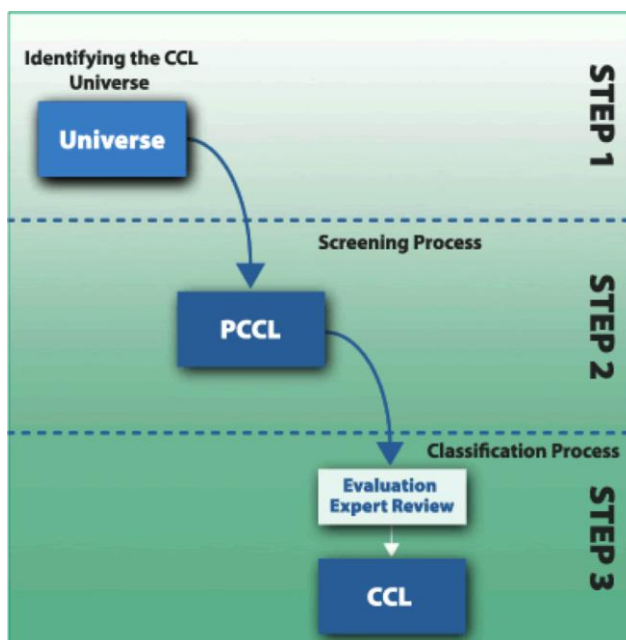 Identifying the CCL
Universe
Universe
STEP 1
Screening Process
PCCL
STEP 2
Classification Process
Evaluation
Expert Review
CCL
STEP 3